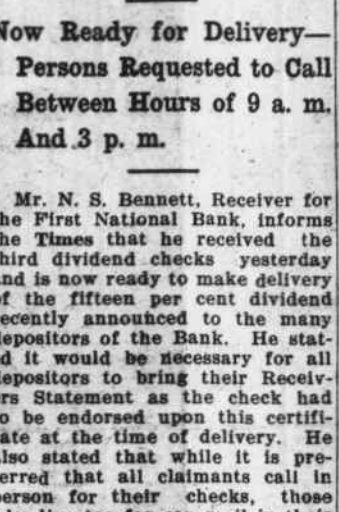 Now Ready for Delivery—
Persons Requested to Call
Between Hours of 9 a. m.
And 3 p. m.
Mr. N. S. Bennett, Receiver for
the First National Bank, informs
the Times that he received the
third dividend checks yesterday
and is now ready to make delivery
of the fifteen per cent dividend
recently announced to the many
depositors of the Bank. He stat-
ed it would be necessary for all
depositors to bring their Receiv-
ers Statement as the check had
to be endorsed upon this certifi-
cate at the time of delivery. He
also stated that while it is pre-
ferred that all claimants call in
person for their checks, those